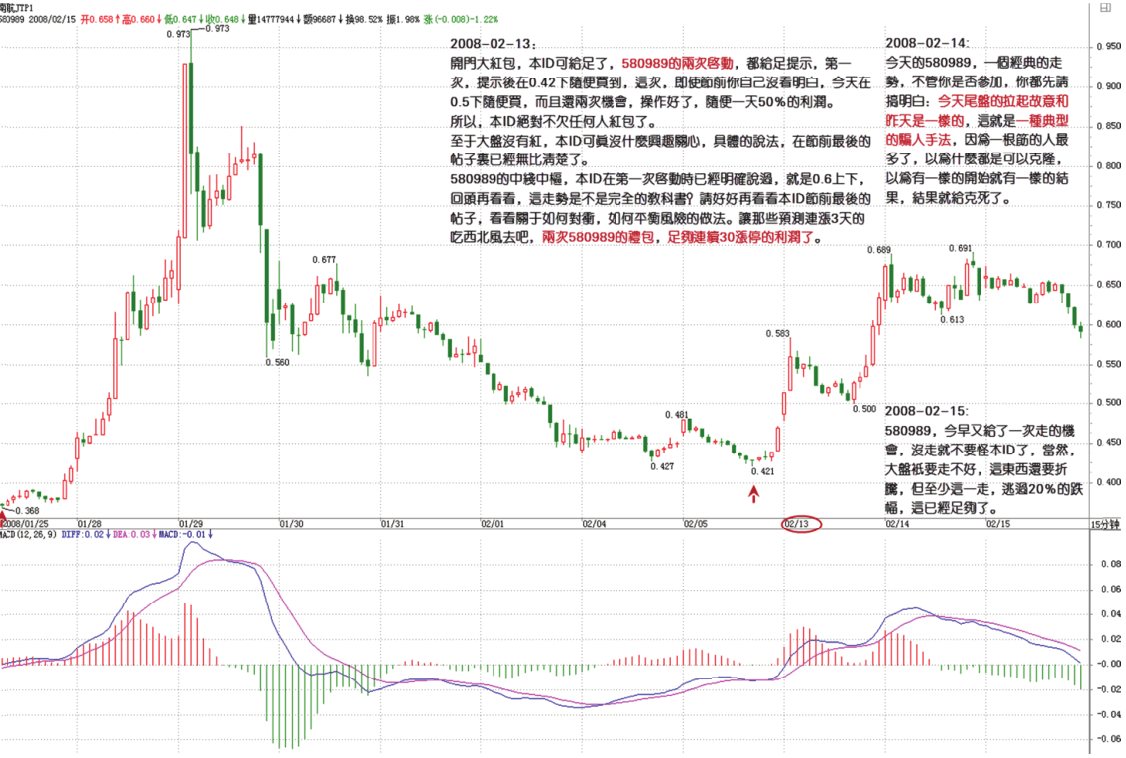 南航JTP1
580989 2008/02/15 开0.658↑高0.660↓低0.647↓收0.648↓量14777944↓额96687↓换98.52% 振1.98% 涨(-0.008)-1.22%
0.973
0.973
2008-02-13:
開門大紅包，本ID可給足了，580989的兩次啓動，都給足提示，第一
次，提示後在0.42下隨便買到，這次，即使節前你自己沒看明白，今天在
0.5下隨便買，而且還兩次機會，操作好了，隨便一天50%的利潤。
所以，本ID絕對不欠任何人紅包了。
至于大盤沒有紅，本ID可真沒什麼興趣關心，具體的說法，在節前最後的
帖子裏已經無比清楚了。
580989的中綫中樞，本ID在第一次啓動時已經明確說過，就是0.6上下，
回頭再看看，這走勢是不是完全的教科書？請好好再看看本ID節前最後的
帖子，看看關于如何對衝，如何平衡風險的做法。讓那些預測連漲3天的
吃西北風去吧，兩次580989的禮包，足夠連續30漲停的利潤了。
2008-02-14:
今天的580989，一個經典的走
勢，不管你是否參加，你都先請
搞明白：今天尾盤的拉起故意和
昨天是一樣的，這就是一種典型
的騙人手法，因爲一根筋的人最
多了，以爲什麼都是可以克隆，
以爲有一樣的開始就有一樣的結
果，結果就給克死了。
0.677
0.560
0.481
0.427
0.421
0.583
0.500
0.689
0.691
0.613
0.368
2008-02-15:
580989，今早又給了一次走的機
會，沒走就不要怪本ID了，當然，
大盤衹要走不好，這東西還要折
騰，但至少這一走，逃過20%的跌
幅，這已經足夠了。
0.950
0.900
0.850
0.800
0.750
0.700
0.650
0.600
0.550
0.500
0.450
0.400
2008/01/25 01/28 01/29 01/30 01/31 02/01 02/04 02/05 02/13 02/14 02/15 15分钟
MACD(12,26,9) DIFF:0.02↓DEA:0.03↓MACD:-0.01↓
0.08
0.06
0.04
0.02
-0.00
-0.02
-0.04
-0.06